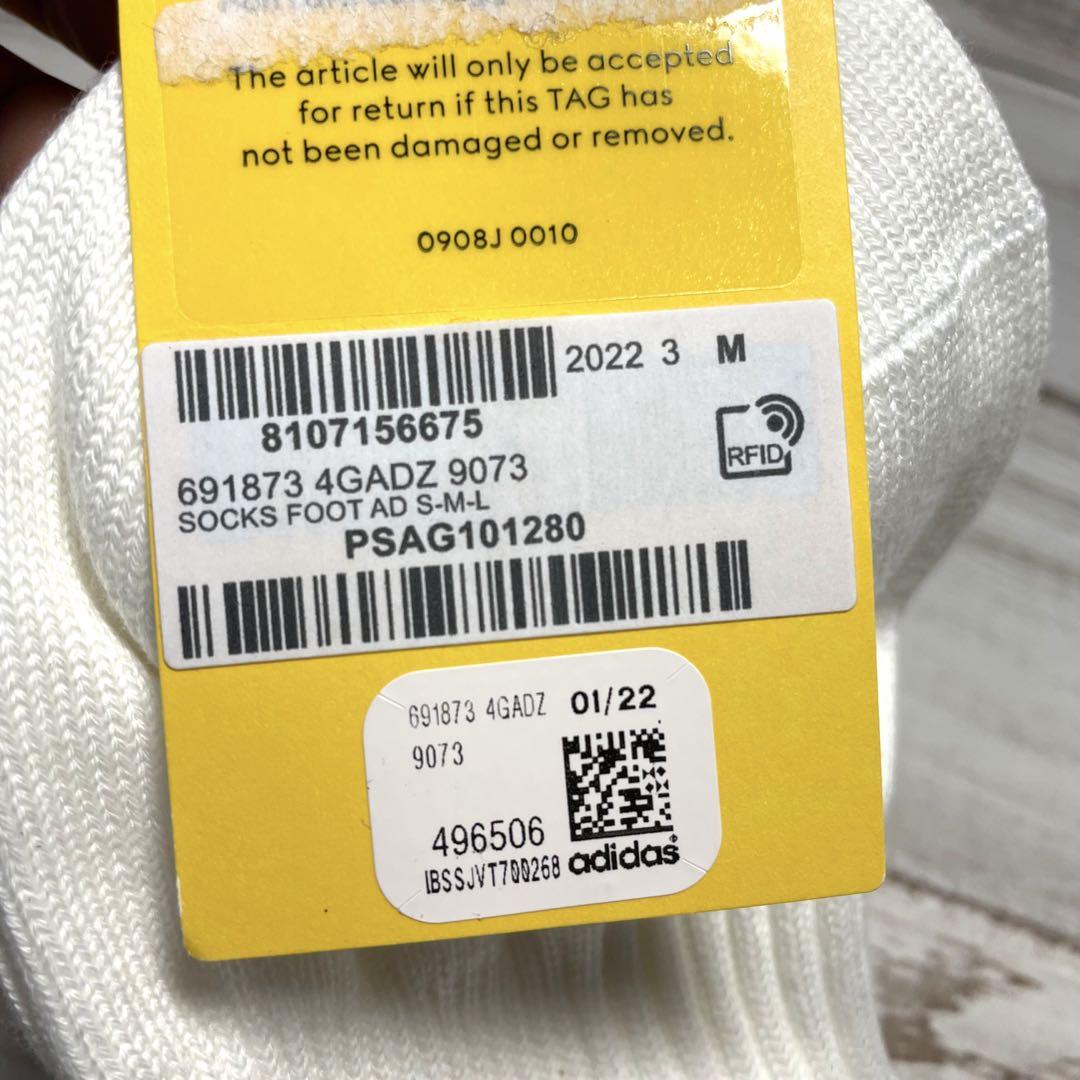 The article will only be accepted
for return if this TAG has
not been damaged or removed.
0908J 0010
2022 3 M
8107156675
RFID
691873 4GADZ 9073
SOCKS FOOT AD S-M-L
PSAG101280
691873 4GADZ 01/22
9073
496506
IBSSJVT700268 adidas